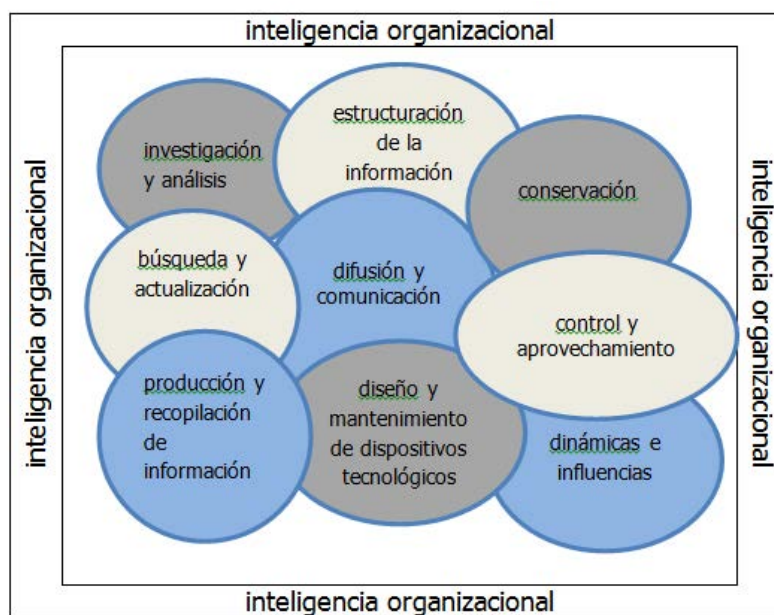 inteligencia organizacional
inteligencia organizacional
investigación
y análisis
estructuración
de la
información
conservación
búsqueda y
actualización
difusión y
comunicación
control y
aprovechamiento
producción y
recopilación
de
información
diseño y
mantenimiento
de dispositivos
tecnológicos
dinámicas e
influencias
inteligencia organizacional
inteligencia organizacional